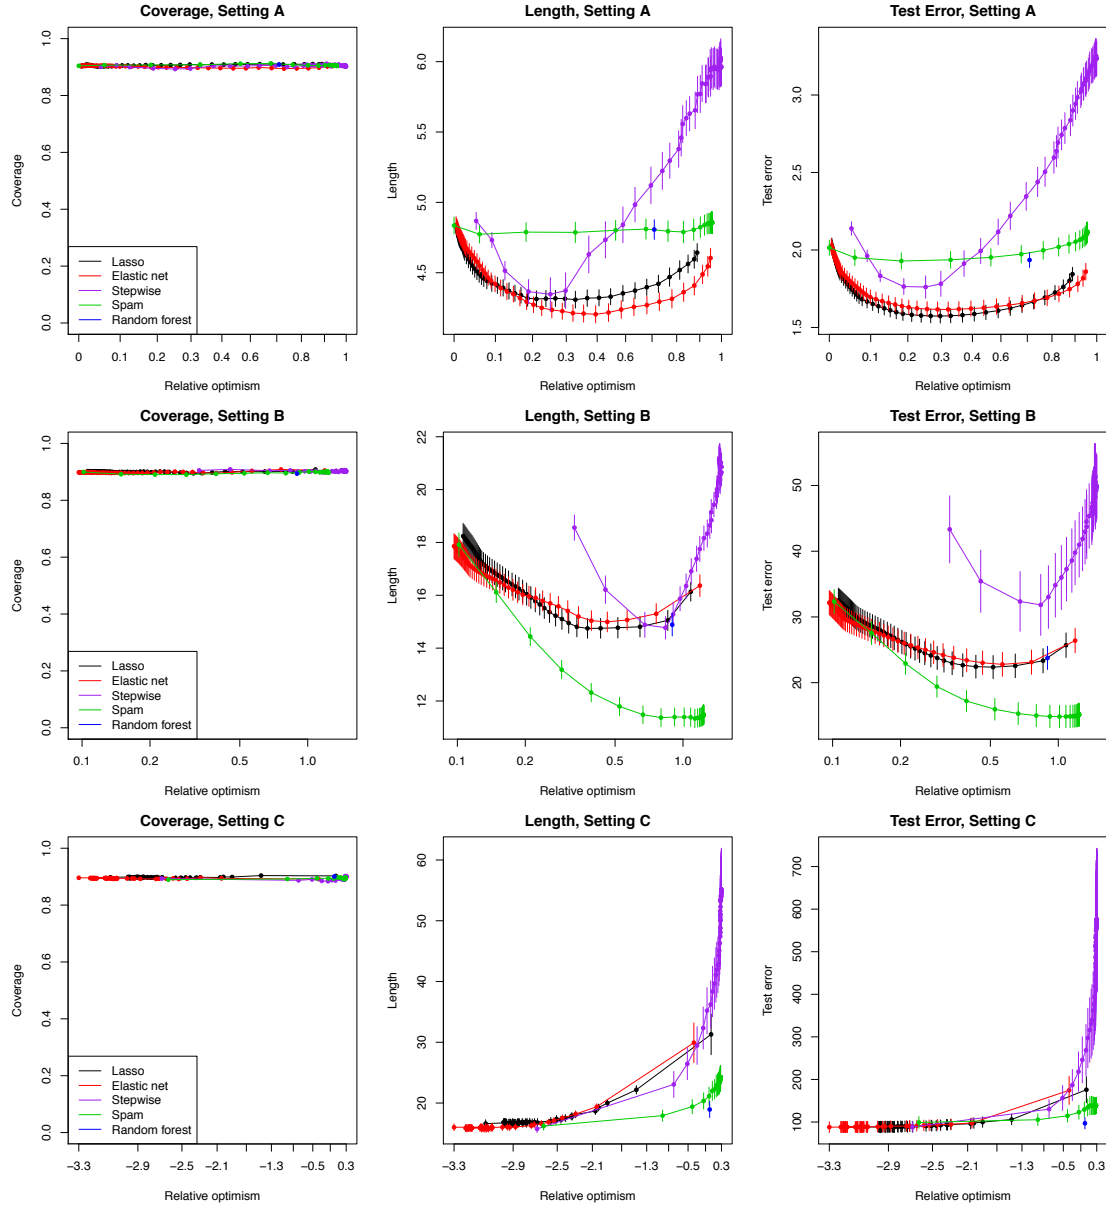 Coverage, Setting A
Coverage
0.0 0.2 0.4 0.6 0.8 1.0
Lasso
Elastic net
Stepwise
Spam
Random forest
0 0.1 0.2 0.3 0.4 0.6 0.8 1
Relative optimism
Length, Setting A
Length
4.5 5.0 5.5 6.0
0 0.1 0.2 0.3 0.4 0.6 0.8 1
Relative optimism
Test Error, Setting A
Test error
1.5 2.0 2.5 3.0
0 0.1 0.2 0.3 0.4 0.6 0.8 1
Relative optimism
Coverage, Setting B
Coverage
0.0 0.2 0.4 0.6 0.8 1.0
Lasso
Elastic net
Stepwise
Spam
Random forest
0.1 0.2 0.5 1.0
Relative optimism
Length, Setting B
Length
12 14 16 18 20 22
0.1 0.2 0.5 1.0
Relative optimism
Test Error, Setting B
Test error
20 30 40 50
0.1 0.2 0.5 1.0
Relative optimism
Coverage, Setting C
Coverage
0.0 0.2 0.4 0.6 0.8 1.0
Lasso
Elastic net
Stepwise
Spam
Random forest
−3.3 −2.9 −2.5 −2.1 −1.3 −0.5 0.3
Relative optimism
Length, Setting C
Length
20 30 40 50 60
−3.3 −2.9 −2.5 −2.1 −1.3 −0.5 0.3
Relative optimism
Test Error, Setting C
Test error
100 200 300 400 500 600 700
−3.3 −2.9 −2.5 −2.1 −1.3 −0.5 0.3
Relative optimism